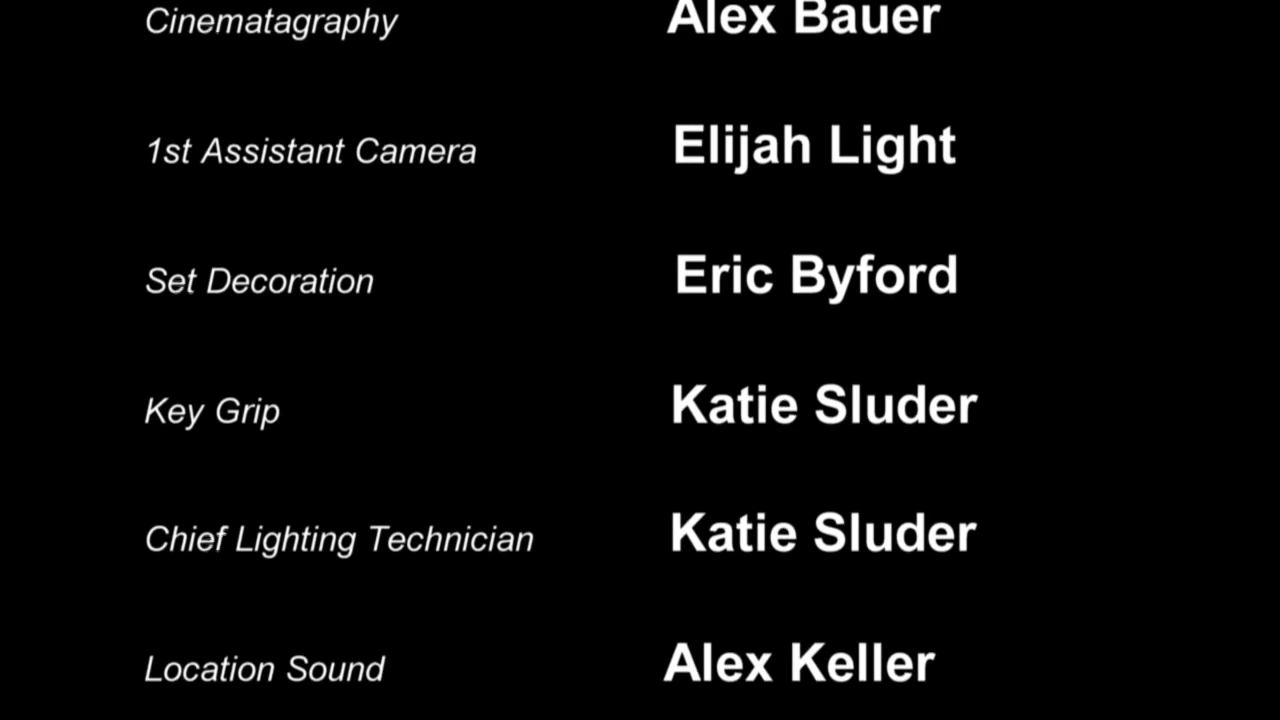 Cinematagraphy Alex Bauer
1st Assistant Camera Elijah Light
Set Decoration Eric Byford
Key Grip Katie Sluder
Chief Lighting Technician Katie Sluder
Location Sound Alex Keller